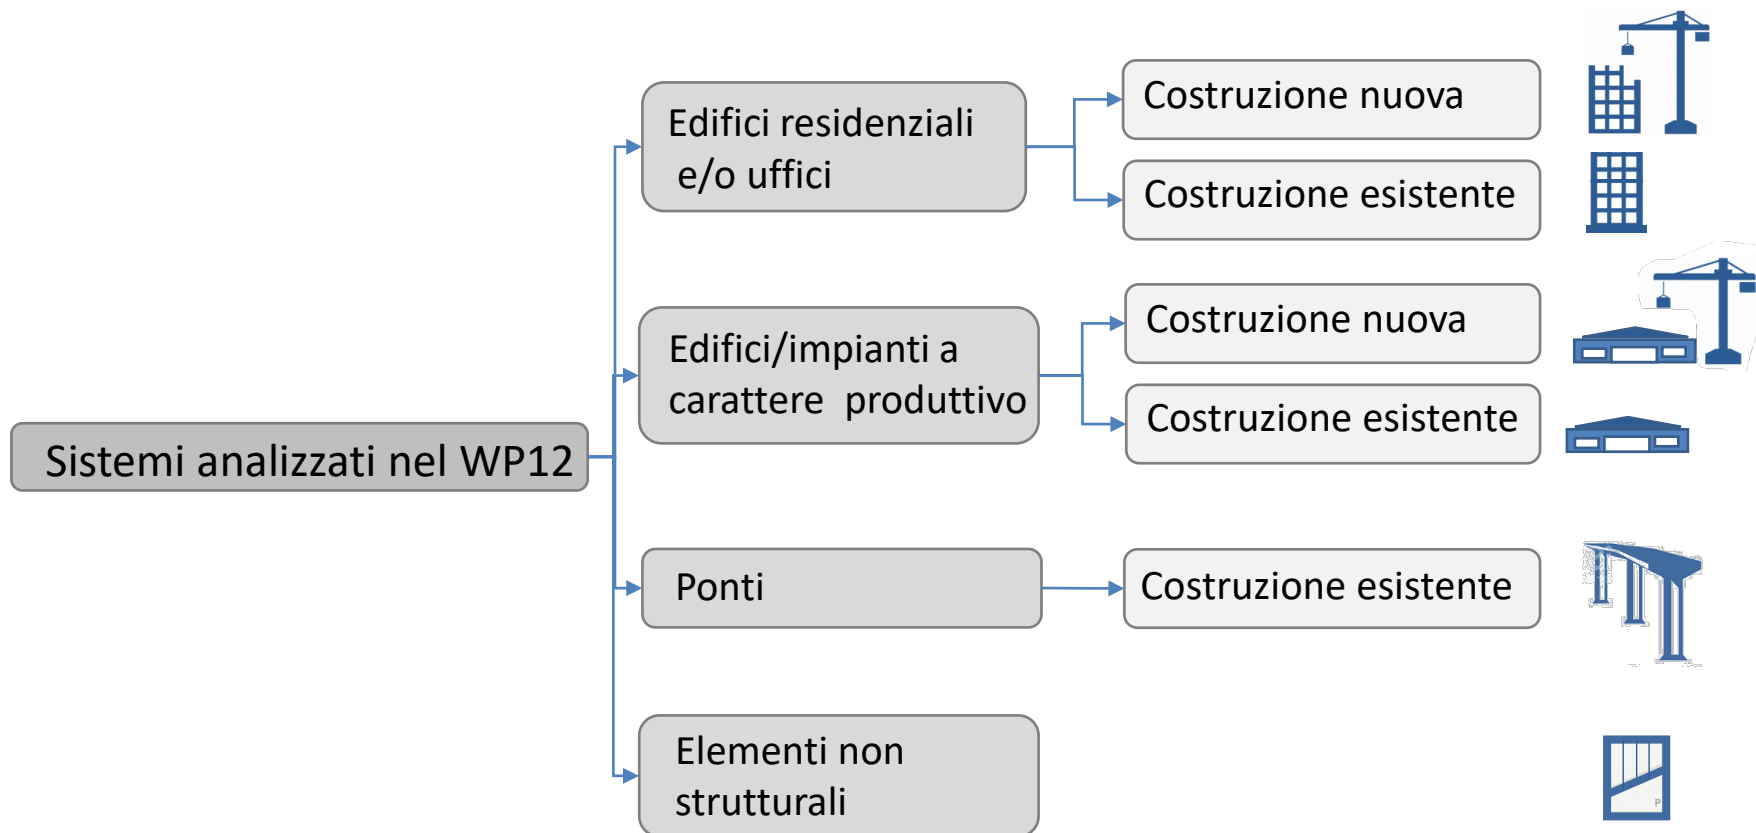 Sistemi analizzati nel WP12
Edifici residenziali
e/o uffici
Costruzione nuova
Costruzione esistente
Edifici/impianti a
carattere produttivo
Costruzione nuova
Costruzione esistente
Ponti
Costruzione esistente
Elementi non
strutturali
P